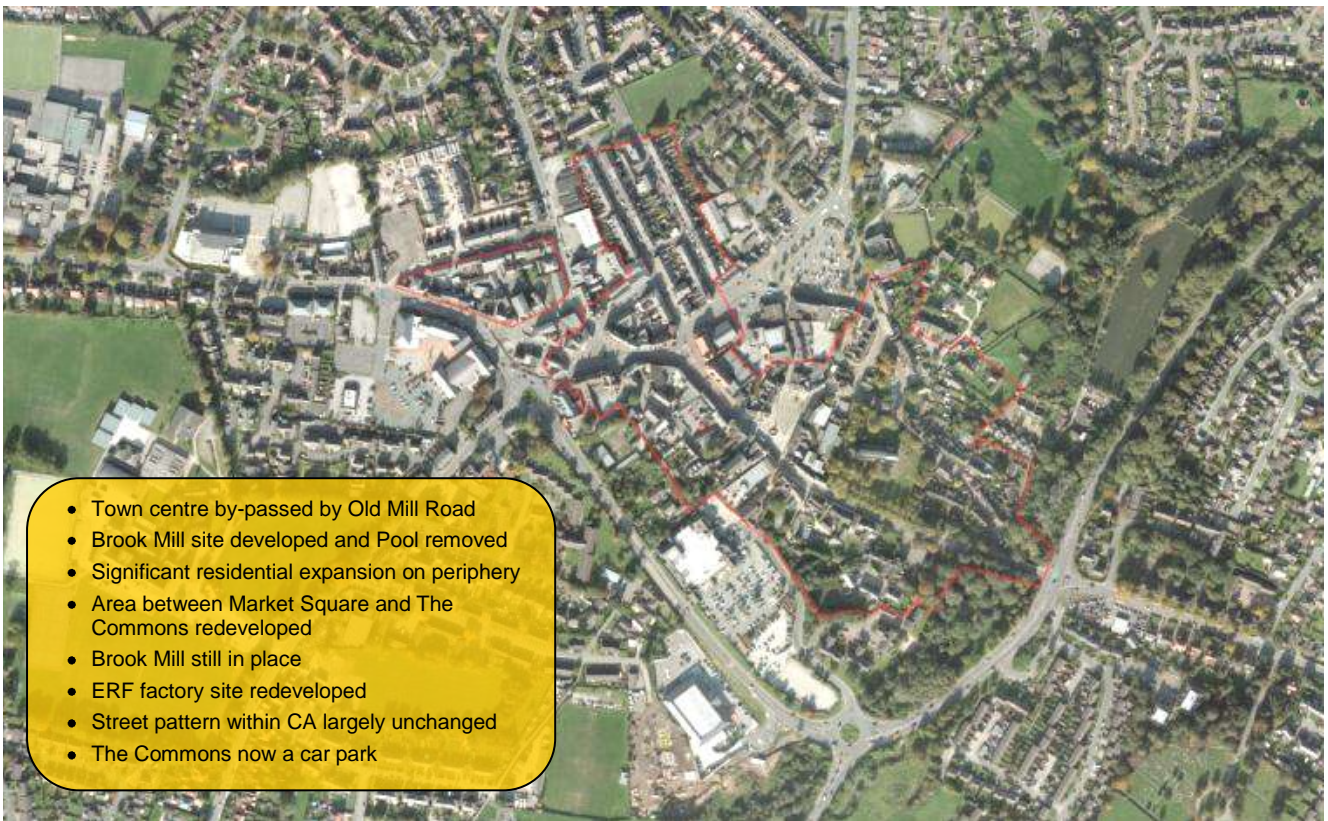 • Town centre by-passed by Old Mill Road
• Brook Mill site developed and Pool removed
• Significant residential expansion on periphery
• Area between Market Square and The
Commons redeveloped
• Brook Mill still in place
• ERF factory site redeveloped
• Street pattern within CA largely unchanged
• The Commons now a car park